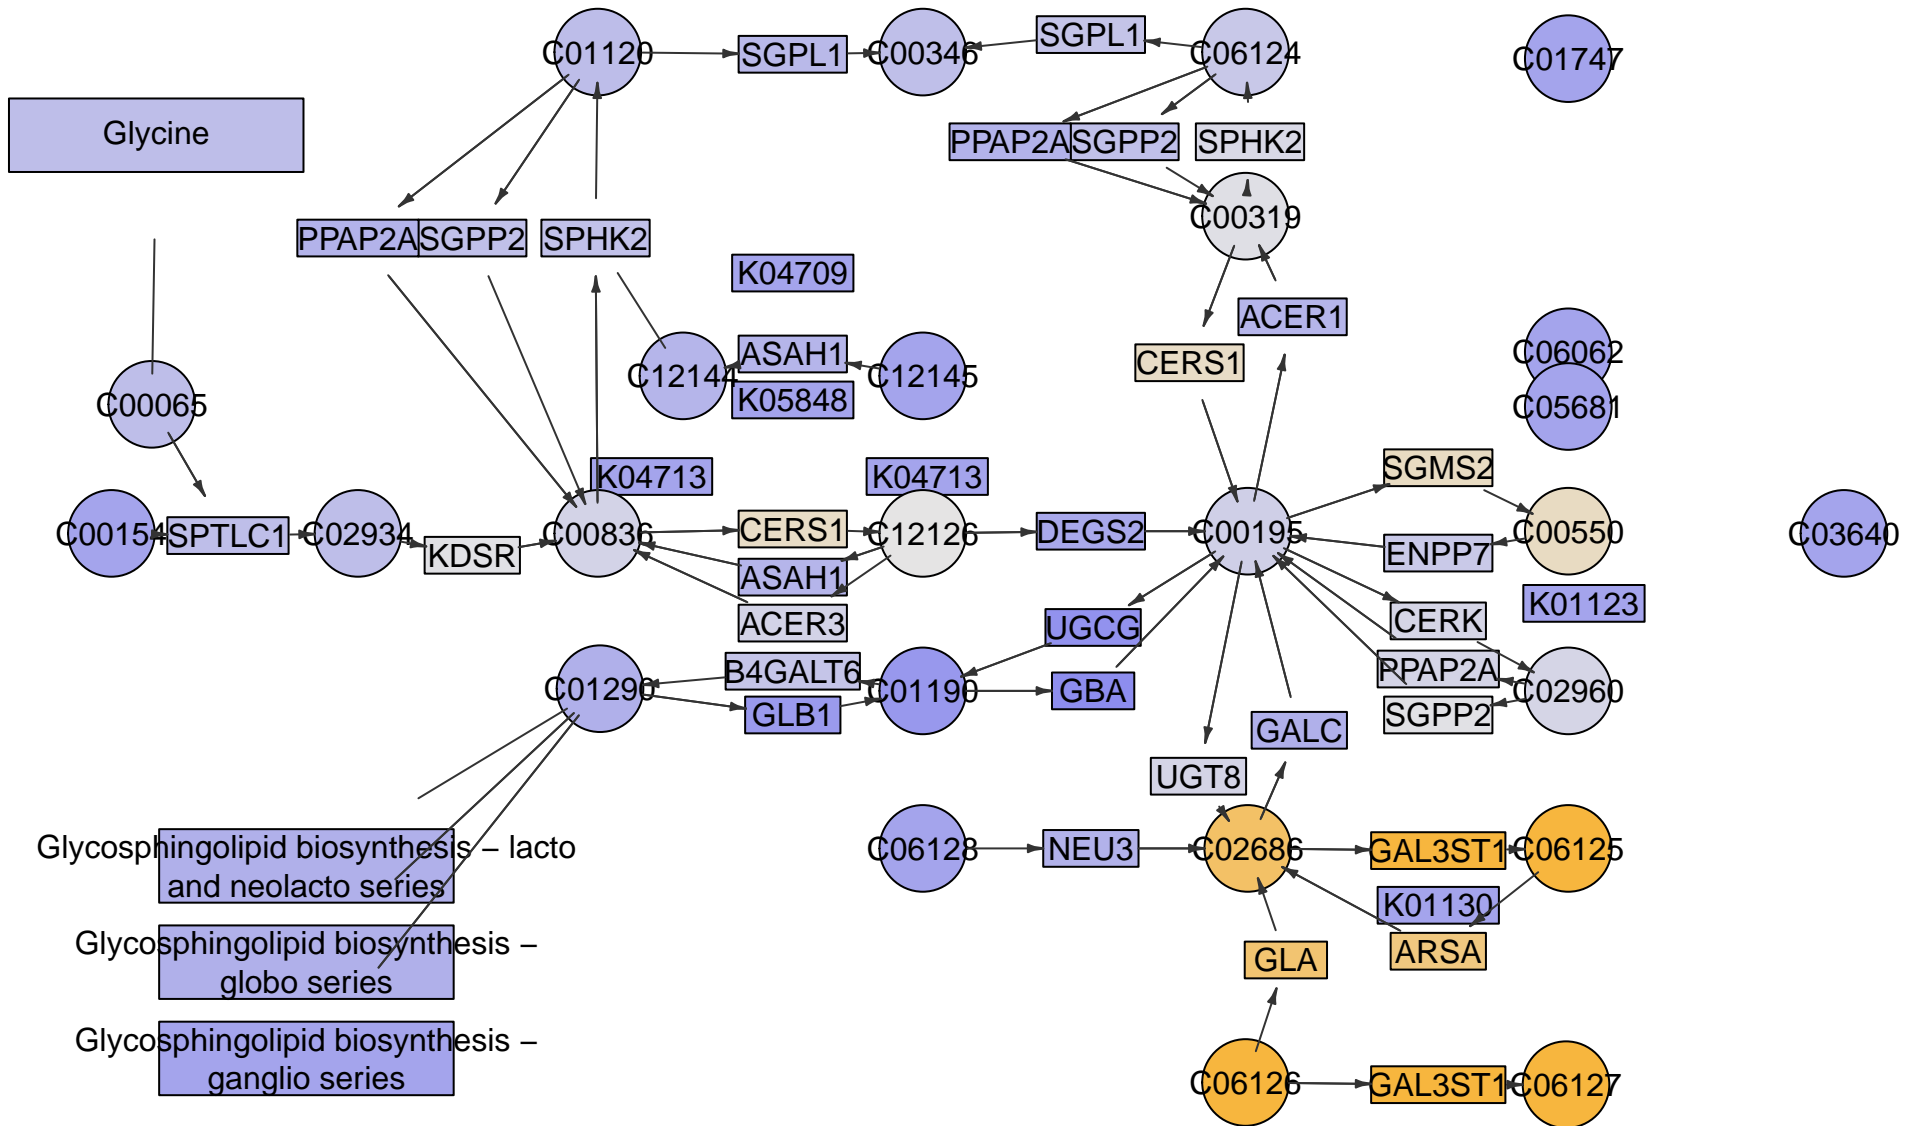 C01120
SGPL1
C00346
SGPL1
C06124
C01747
Glycine
PPAP2A
SGPP2
SPHK2
PPAP2A
SGPP2
SPHK2
C00319
K04709
ACER1
C12144
ASAH1
C12145
CERS1
C06062
K05848
C00065
C05681
K04713
K04713
SGMS2
C00154
SPTLC1
C02934
KDSR
C00836
CERS1
C12126
DEGS2
C00195
C00550
C03640
ENPP7
ASAH1
K01123
ACER3
UGCG
CERK
B4GALT6
PPAP2A
C01290
C01190
GBA
C02960
GLB1
SGPP2
GALC
UGT8
Glycosphingolipid biosynthesis – lacto
and neolacto series
C06128
NEU3
C02686
GAL3ST1
C06125
K01130
Glycosphingolipid biosynthesis –
globo series
GLA
ARSA
Glycosphingolipid biosynthesis –
ganglio series
C06126
GAL3ST1
C06127